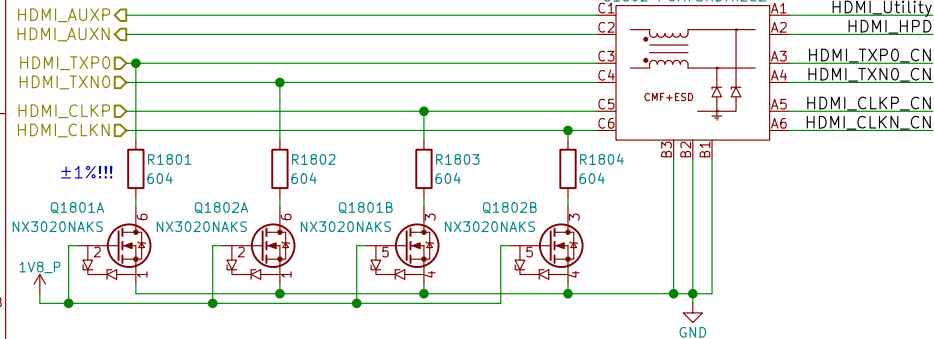 C1
A1
HDMI_AUXP
HDMI_Utility
C2
A2
HDMI_AUXN
HDMI_HPD
C3
A3
HDMI_TXP0
HDMI_TXP0_CN
C4
A4
HDMI_TXN0
HDMI_TXN0_CN
CMF+ESD
C5
A5
HDMI_CLKP
HDMI_CLKP_CN
C6
A6
HDMI_CLKN
HDMI_CLKN_CN
B3
B2
B1
±1%!!!
R1801
604
R1802
604
R1803
604
R1804
604
Q1801A
NX3020NAKS
6
2
1
Q1802A
NX3020NAKS
6
2
1
Q1801B
NX3020NAKS
3
5
4
Q1802B
NX3020NAKS
3
5
4
1V8_P
GND